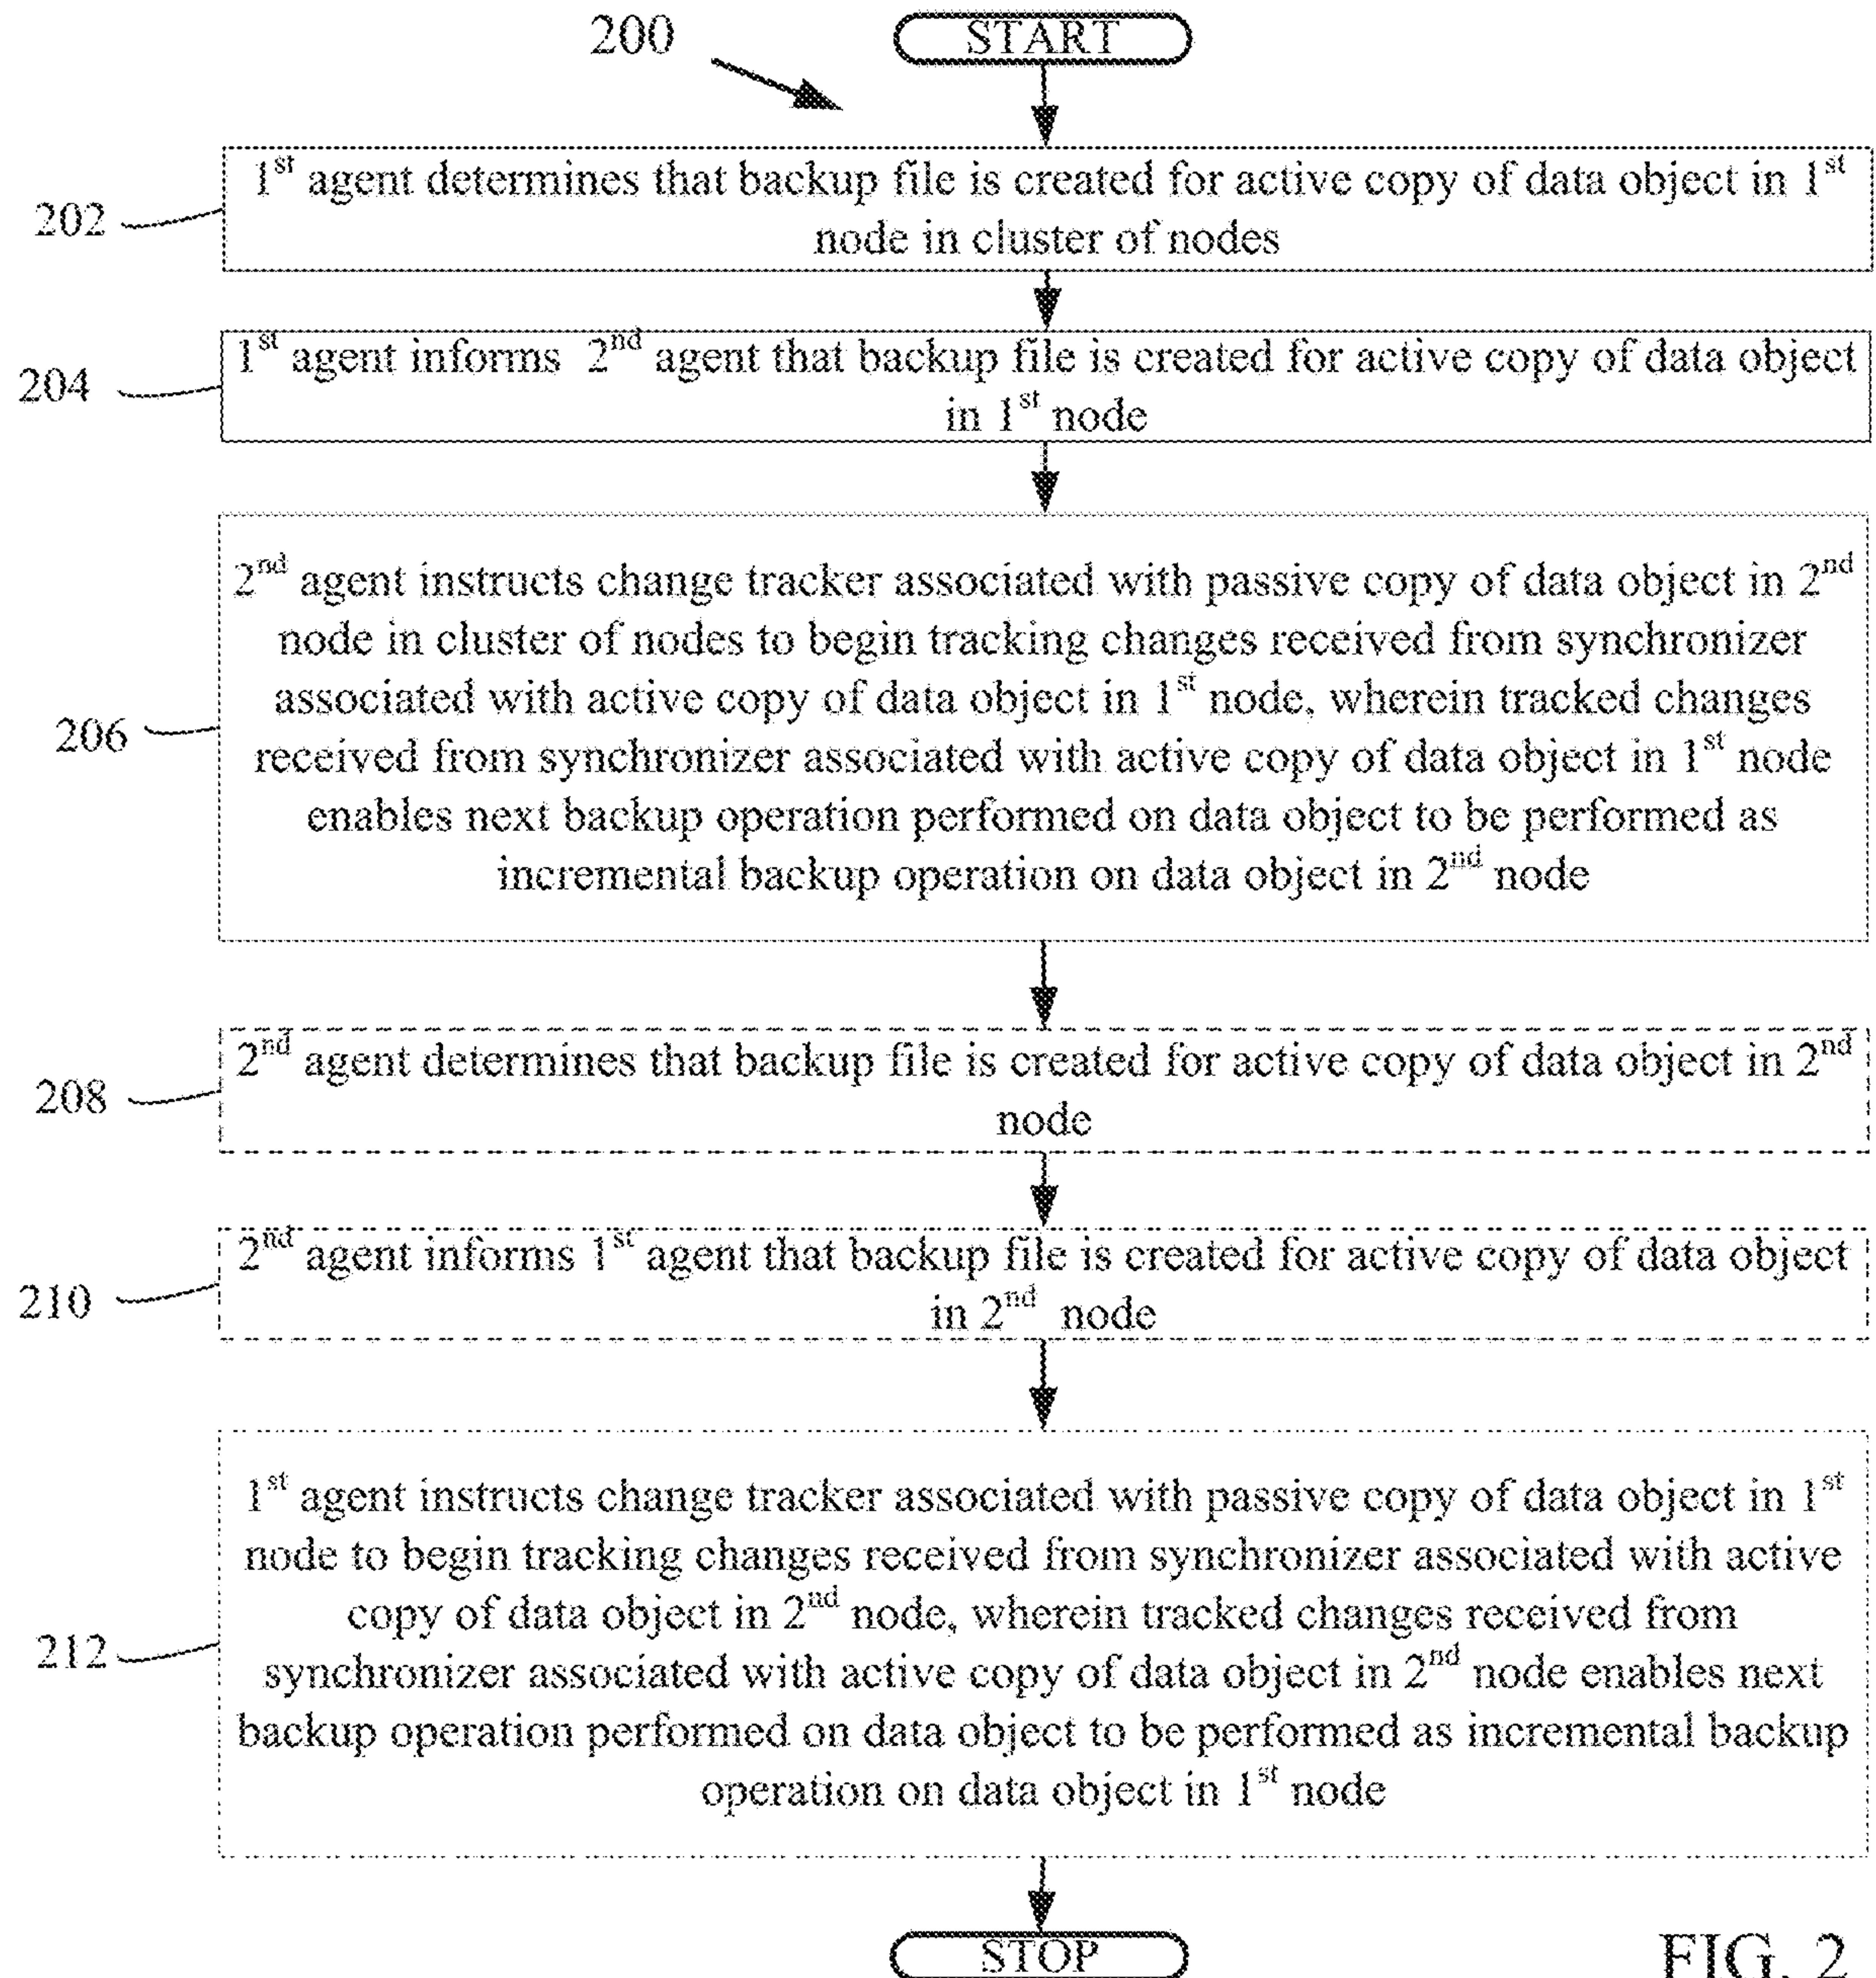 200
START
202
1st agent determines that backup file is created for active copy of data object in 1st
node in cluster of nodes
204
1st agent informs 2nd agent that backup file is created for active copy of data object
in 1st node
206
2nd agent instructs change tracker associated with passive copy of data object in 2nd
node in cluster of nodes to begin tracking changes received from synchronizer
associated with active copy of data object in 1st node, wherein tracked changes
received from synchronizer associated with active copy of data object in 1st node
enables next backup operation performed on data object to be performed as
incremental backup operation on data object in 2nd node
208
2nd agent determines that backup file is created for active copy of data object in 2nd
node
210
2nd agent informs 1st agent that backup file is created for active copy of data object
in 2nd node
212
1st agent instructs change tracker associated with passive copy of data object in 1st
node to begin tracking changes received from synchronizer associated with active
copy of data object in 2nd node, wherein tracked changes received from
synchronizer associated with active copy of data object in 2nd node enables next
backup operation performed on data object to be performed as incremental backup
operation on data object in 1st node
STOP
FIG. 2